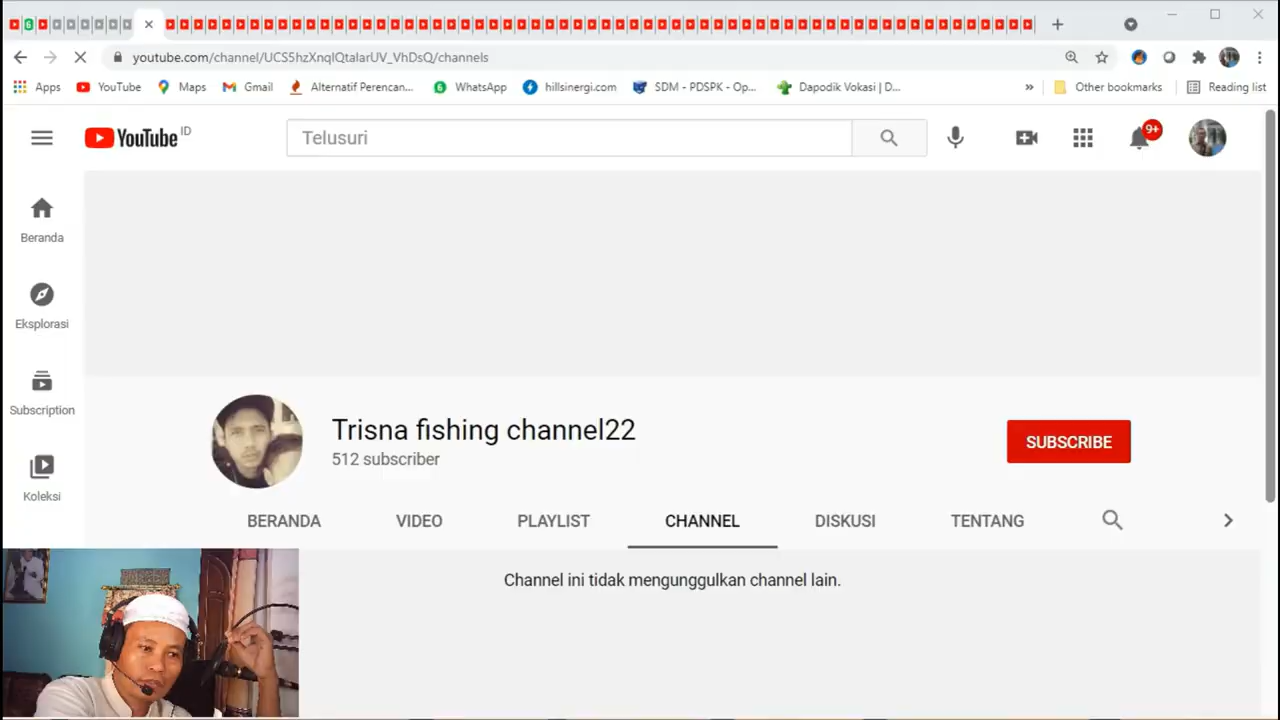 youtube.com/channel/UCS5hzXnqIQtaIarUV_VhDsQ/channels
Apps YouTube Maps Gmail Alternatif Perencan... WhatsApp hillsinergi.com SDM - PDSPK - Op... Dapodik Vokasi | D... » Other bookmarks Reading list
YouTube ID Telusuri 9+
Beranda
Eksplorasi
Subscription
Koleksi
Trisna fishing channel22
512 subscriber
SUBSCRIBE
BERANDA VIDEO PLAYLIST CHANNEL DISKUSI TENTANG
Channel ini tidak mengunggulkan channel lain.